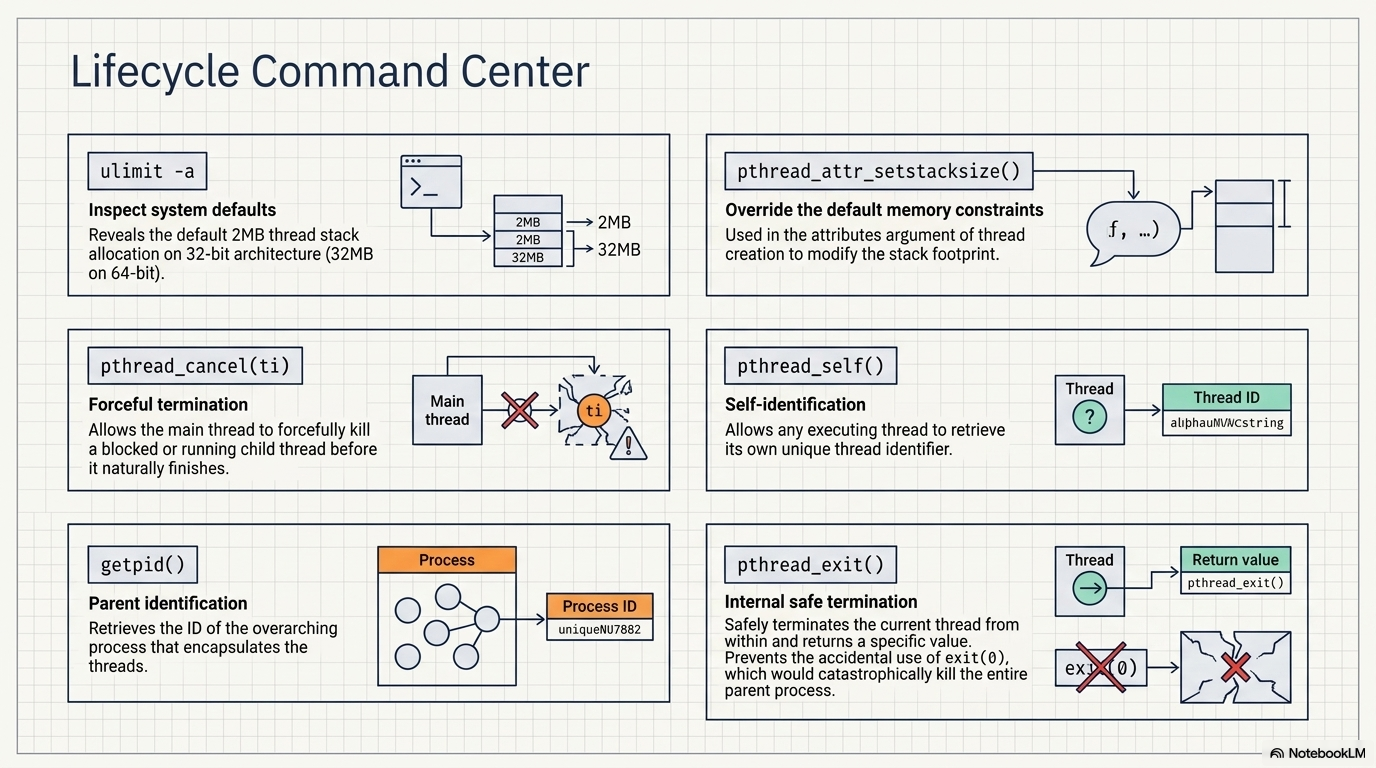 Lifecycle Command Center
ulimit -a
Inspect system defaults
Reveals the default 2MB thread stack
allocation on 32-bit architecture (32MB
on 64-bit).
>_
2MB
2MB
32MB
2MB
32MB
pthread_attr_setstacksize()
Override the default memory constraints
Used in the attributes argument of thread
creation to modify the stack footprint.
ƒ, …)
pthread_cancel(ti)
Forceful termination
Allows the main thread to forcefully kill
a blocked or running child thread before
it naturally finishes.
Main
thread
ti
!
pthread_self()
Self-identification
Allows any executing thread to retrieve
its own unique thread identifier.
Thread
?
Thread ID
getpid()
Parent identification
Retrieves the ID of the overarching
process that encapsulates the
threads.
Process
Process ID
uniqueNU7882
pthread_exit()
Internal safe termination
Safely terminates the current thread from
within and returns a specific value.
Prevents the accidental use of exit(0),
which would catastrophically kill the entire
parent process.
Thread
Return value
pthread_exit()
exit(0)
NotebookLM